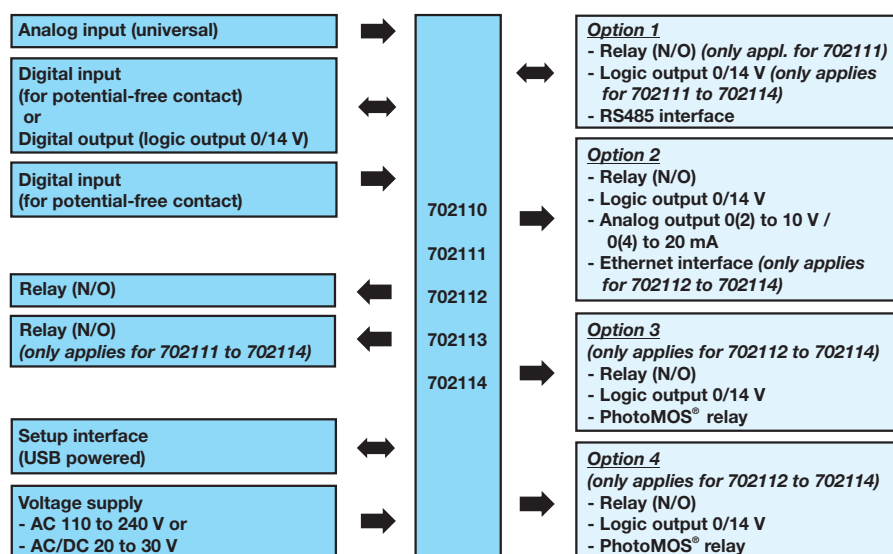 Analog input (universal)
Digital input
(for potential-free contact)
or
Digital output (logic output 0/14 V)
Digital input
(for potential-free contact)
Relay (N/O)
Relay (N/O)
(only applies for 702111 to 702114)
Setup interface
(USB powered)
Voltage supply
- AC 110 to 240 V or
- AC/DC 20 to 30 V
702110
702111
702112
702113
702114
Option 1
- Relay (N/O) (only appl. for 702111)
- Logic output 0/14 V (only applies
for 702111 to 702114)
- RS485 interface
Option 2
- Relay (N/O)
- Logic output 0/14 V
- Analog output 0(2) to 10 V /
0(4) to 20 mA
- Ethernet interface (only applies
for 702112 to 702114)
Option 3
(only applies for 702112 to 702114)
- Relay (N/O)
- Logic output 0/14 V
- PhotoMOS® relay
Option 4
(only applies for 702112 to 702114)
- Relay (N/O)
- Logic output 0/14 V
- PhotoMOS® relay